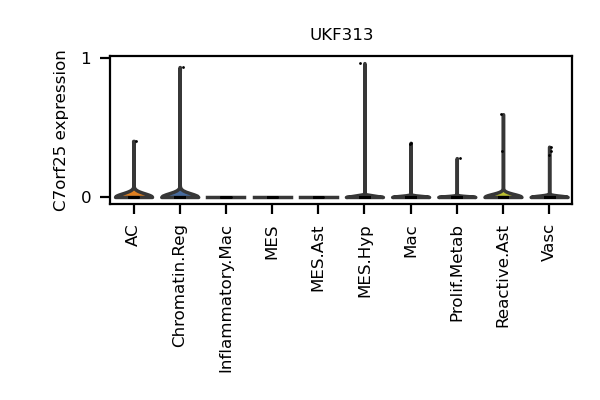 UKF313
C7orf25 expression
1
0
AC
Chromatin.Reg
Inflammatory.Mac
MES
MES.Ast
MES.Hyp
Mac
Prolif.Metab
Reactive.Ast
Vasc